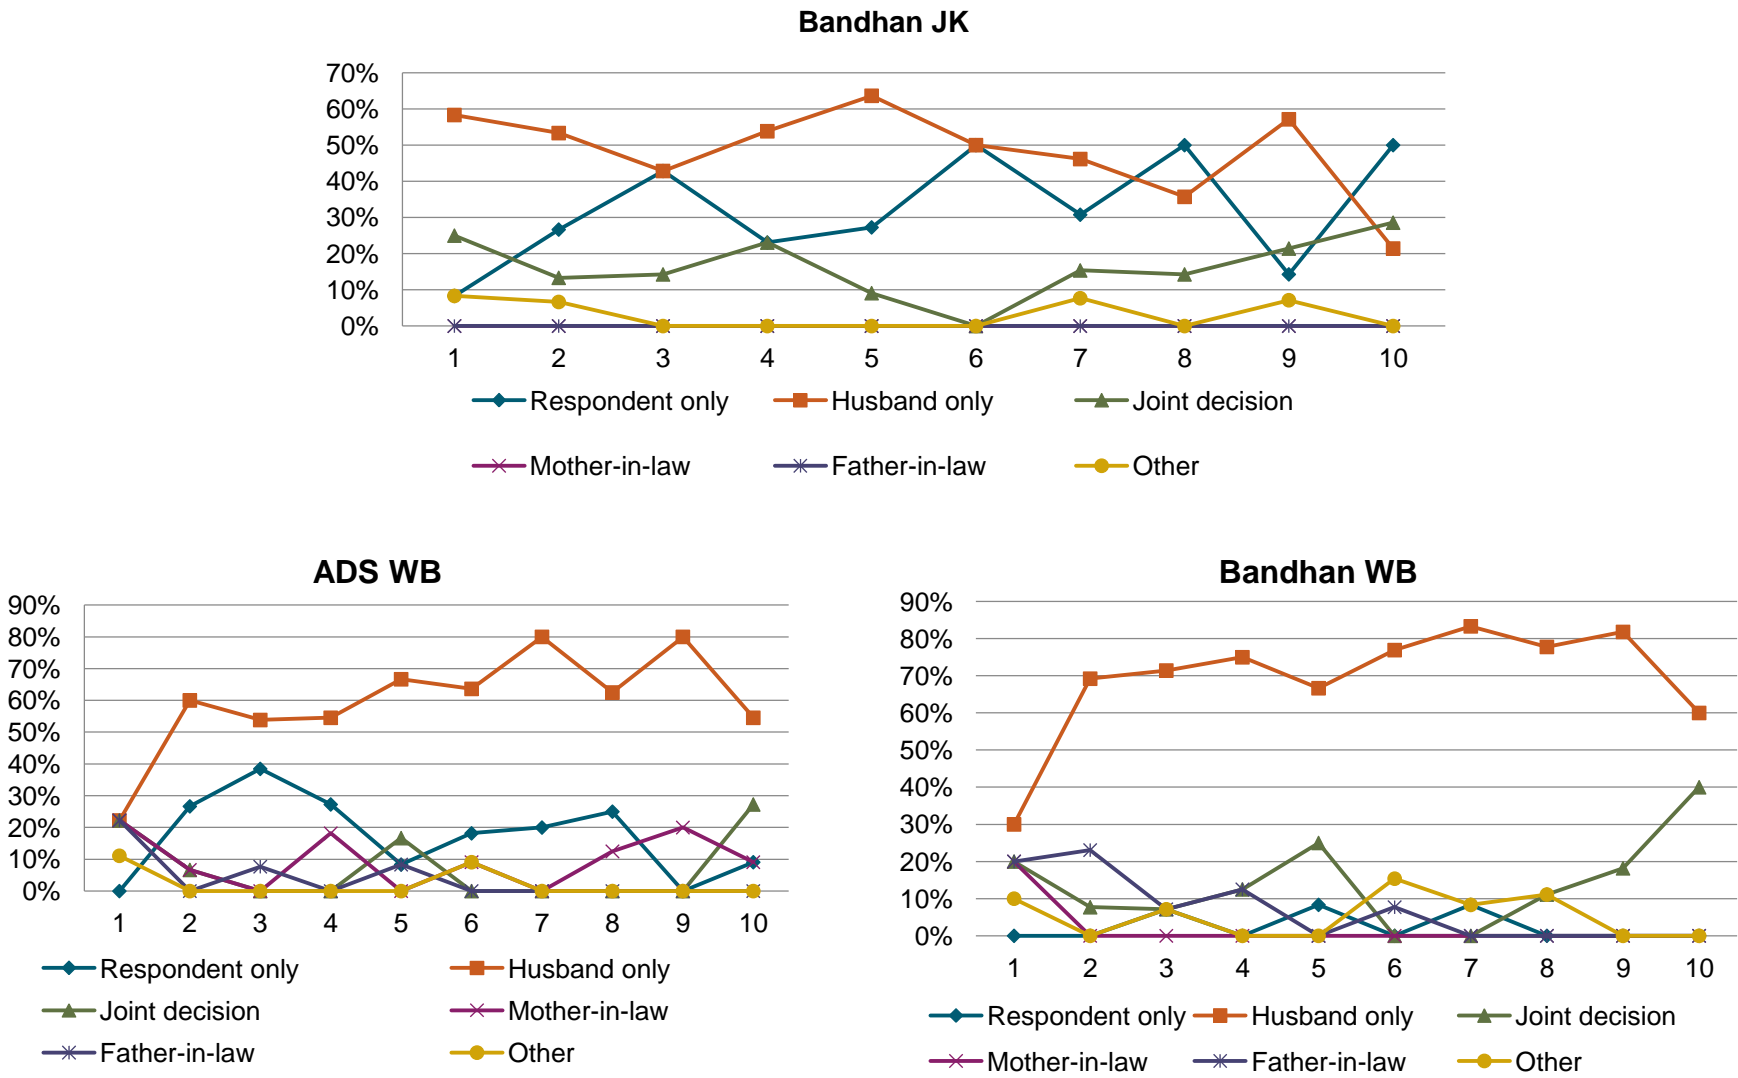 Bandhan JK
70%
60%
50%
40%
30%
20%
10%
0%
1 2 3 4 5 6 7 8 9 10
Respondent only Husband only Joint decision
Mother-in-law Father-in-law Other
ADS WB
90%
80%
70%
60%
50%
40%
30%
20%
10%
0%
1 2 3 4 5 6 7 8 9 10
Respondent only Husband only
Joint decision Mother-in-law
Father-in-law Other
Bandhan WB
90%
80%
70%
60%
50%
40%
30%
20%
10%
0%
1 2 3 4 5 6 7 8 9 10
Respondent only Husband only Joint decision
Mother-in-law Father-in-law Other